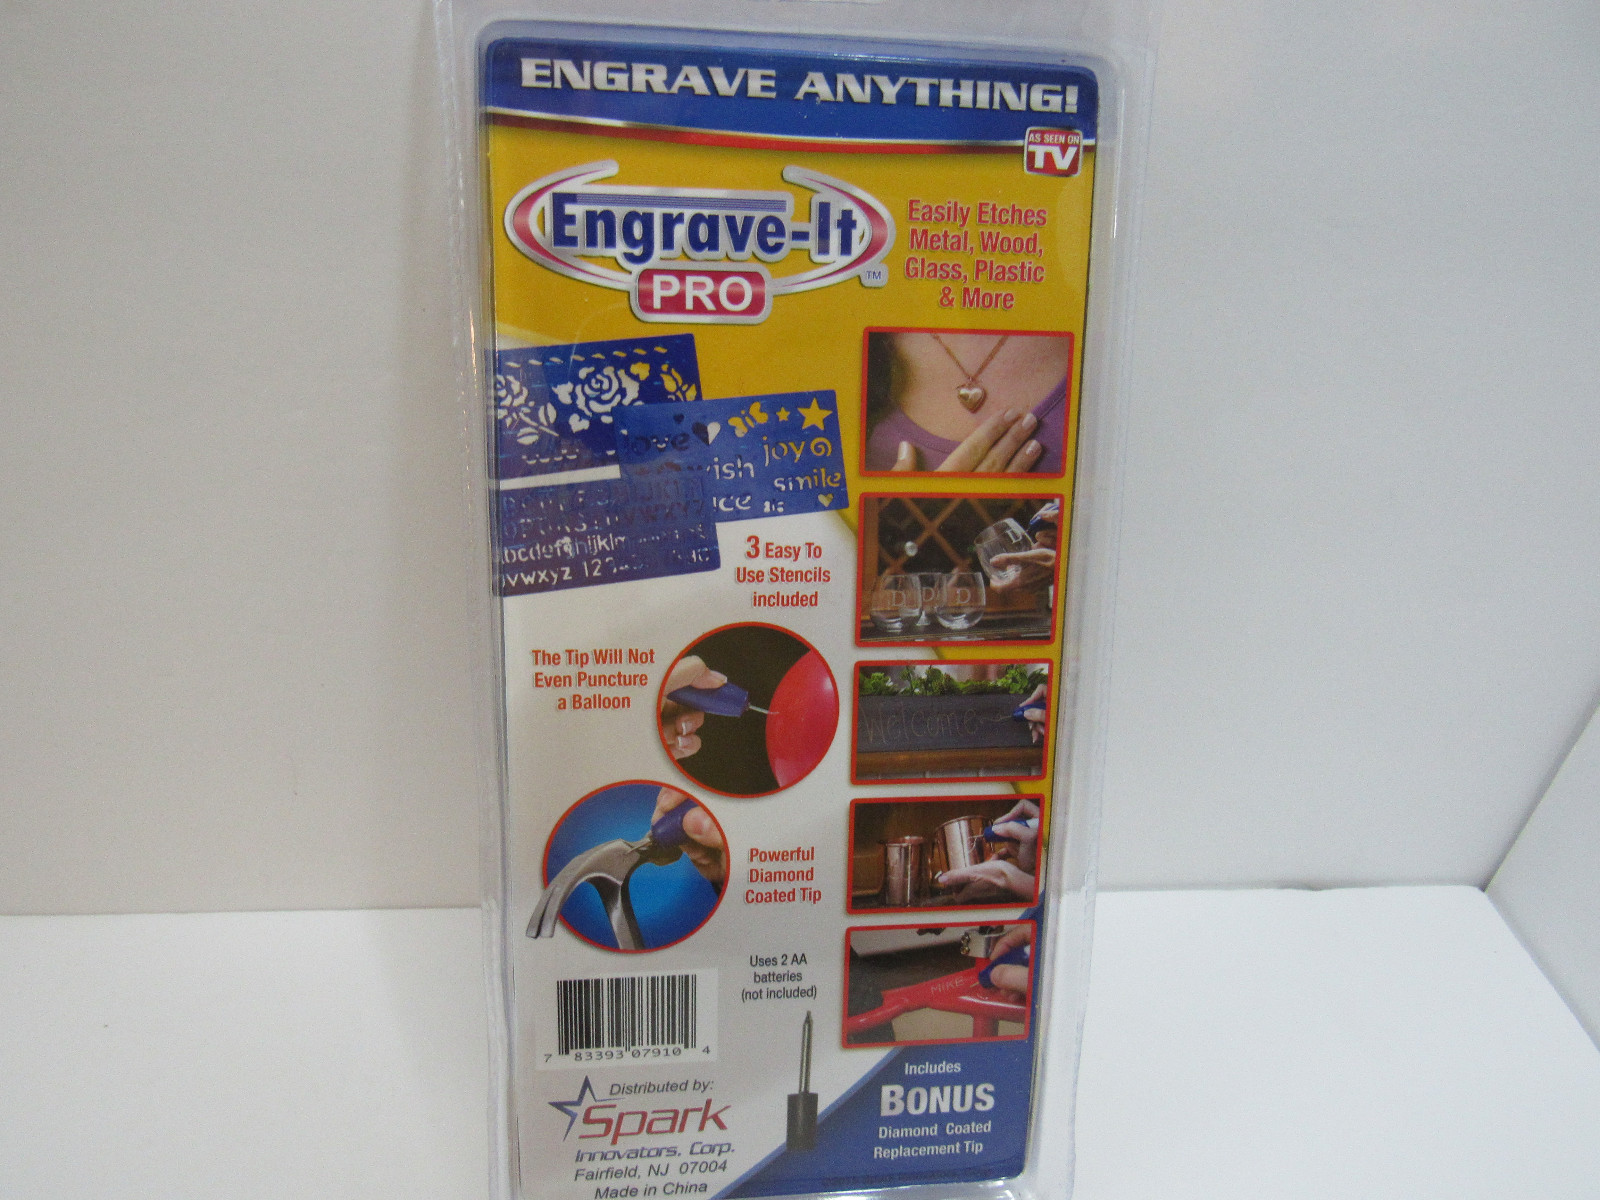 ENGRAVE ANYTHING!
AS SEEN ON
TV
Engrave-It
TM
PRO
Easily Etches
Metal, Wood,
Glass, Plastic
& More
love
joy
wish
smile
abcdefghijklm
vwxyz 12
3 Easy To
Use Stencils
included
D D D
The Tip Will Not
Even Puncture
a Balloon
Welcome
Powerful
Diamond
Coated Tip
Uses 2 AA
batteries
(not included)
MIKE
7 83393 07910 4
Distributed by:
Spark
Innovators, Corp.
Fairfield, NJ 07004
Made in China
Includes
BONUS
Diamond Coated
Replacement Tip